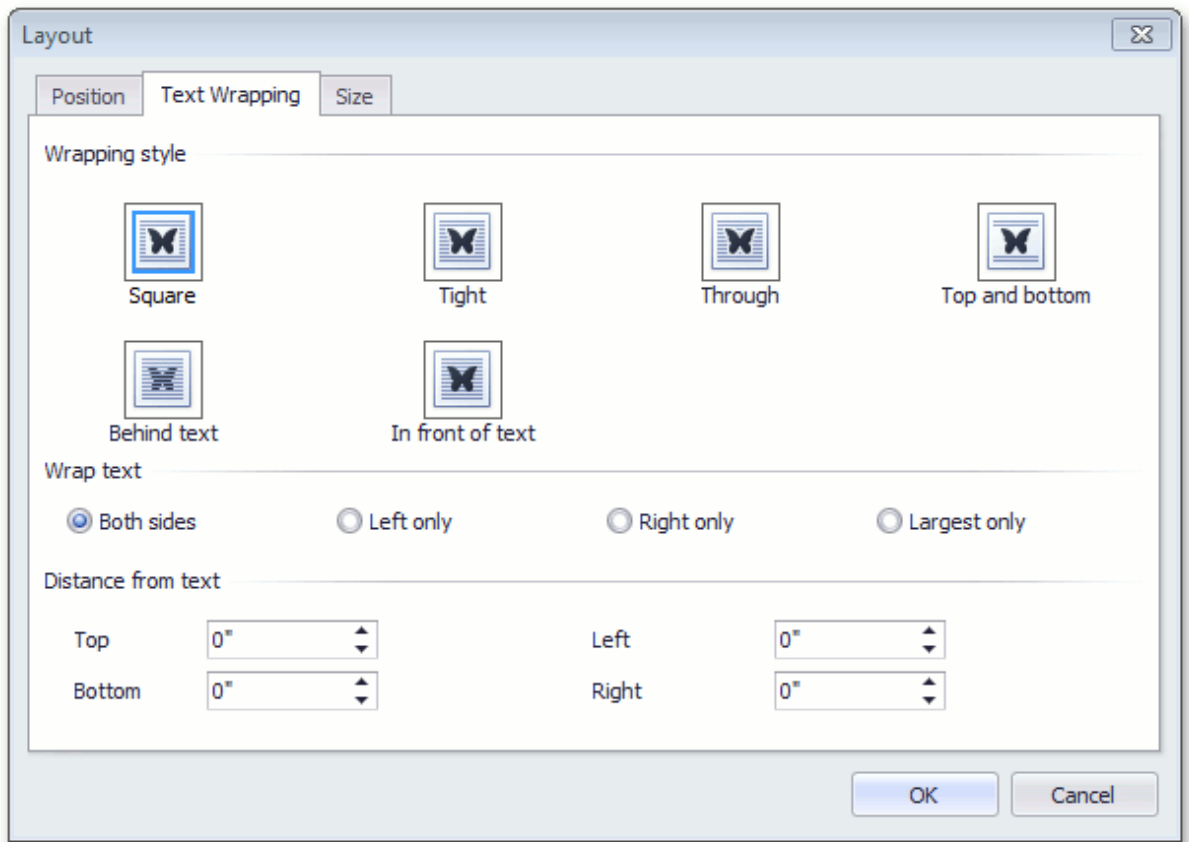 Layout
Position Text Wrapping Size
Wrapping style
Square Tight Through Top and bottom
Behind text In front of text
Wrap text
Both sides Left only Right only Largest only
Distance from text
Top 0" Left 0"
Bottom 0" Right 0"
OK Cancel